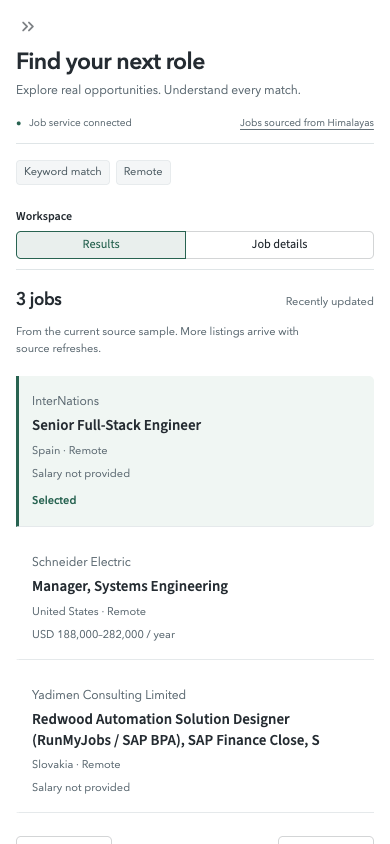 Find your next role
Explore real opportunities. Understand every match.
• Job service connected
Jobs sourced from Himalayas
Keyword match
Remote
Workspace
Results
Job details
3 jobs
Recently updated
From the current source sample. More listings arrive with
source refreshes.
InterNations
Senior Full-Stack Engineer
Spain · Remote
Salary not provided
Selected
Schneider Electric
Manager, Systems Engineering
United States · Remote
USD 188,000–282,000 / year
Yadimen Consulting Limited
Redwood Automation Solution Designer
(RunMyJobs / SAP BPA), SAP Finance Close, S
Slovakia · Remote
Salary not provided